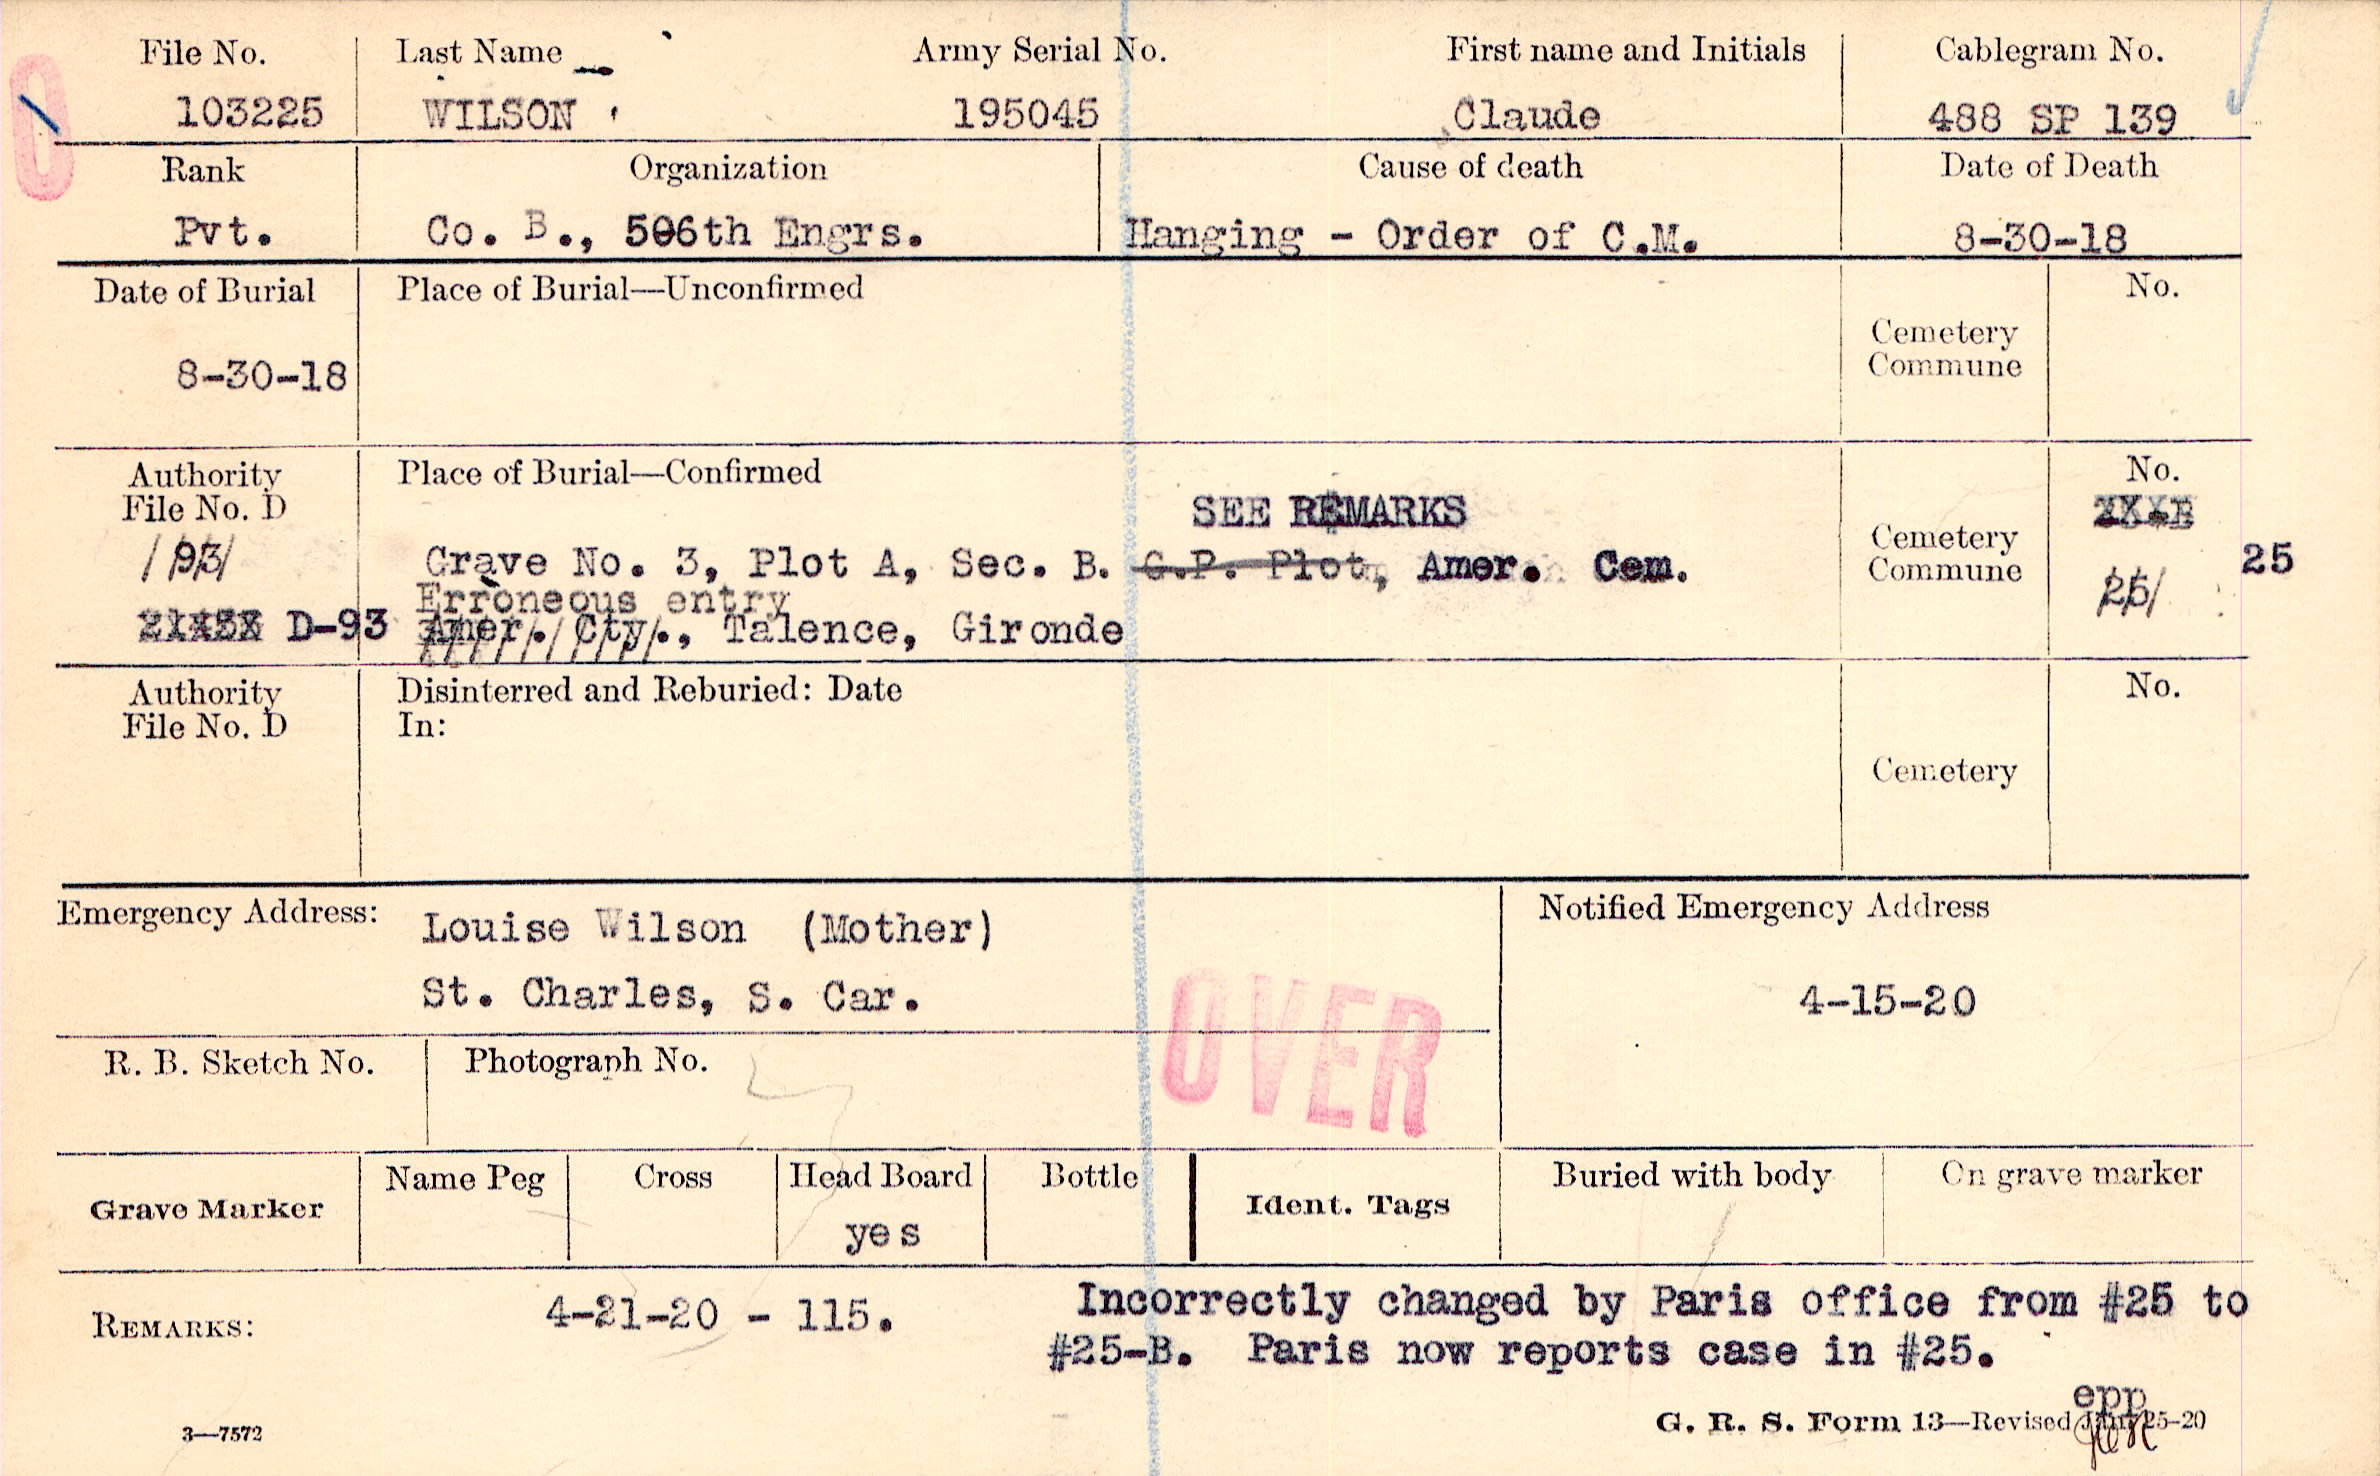 File No. Last Name Army Serial No. First name and Initials Cablegram No.
103225 WILSON 195045 Claude 488 SP 139
Rank Organization Cause of death Date of Death
Pvt. Co. B., 506th Engrs. Hanging - Order of C.M. 8-30-18
Date of Burial Place of Burial—Unconfirmed No.
Cemetery
Commune
8-30-18
Authority Place of Burial—Confirmed No.
File No. D SEE REMARKS
93 Grave No. 3, Plot A, Sec. B. G.P. Plot, Amer. Cem. Cemetery
Commune 25 25
Erroneous entry
D-93 Amer. Cty., Talence, Gironde
Authority Disinterred and Reburied: Date No.
File No. D In:
Cemetery
Emergency Address: Louise Wilson (Mother) Notified Emergency Address
St. Charles, S. Car. 4-15-20
OVER
R. B. Sketch No. Photograph No.
Grave Marker Name Peg Cross Head Board Bottle Ident. Tags Buried with body On grave marker
yes
REMARKS: 4-21-20 - 115. Incorrectly changed by Paris office from #25 to
#25-B. Paris now reports case in #25.
epp
3—7572 G. R. S. Form 13—Revised 25-20